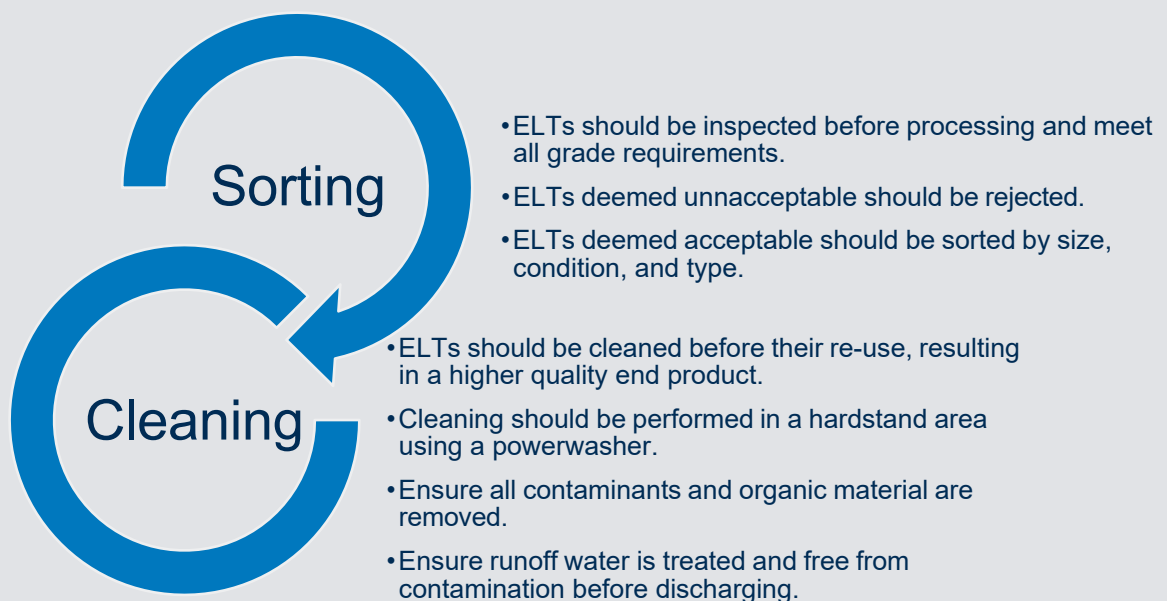 Sorting
•ELTs should be inspected before processing and meet
all grade requirements.
•ELTs deemed unnacceptable should be rejected.
•ELTs deemed acceptable should be sorted by size,
condition, and type.
Cleaning
•ELTs should be cleaned before their re-use, resulting
in a higher quality end product.
•Cleaning should be performed in a hardstand area
using a powerwasher.
•Ensure all contaminants and organic material are
removed.
•Ensure runoff water is treated and free from
contamination before discharging.